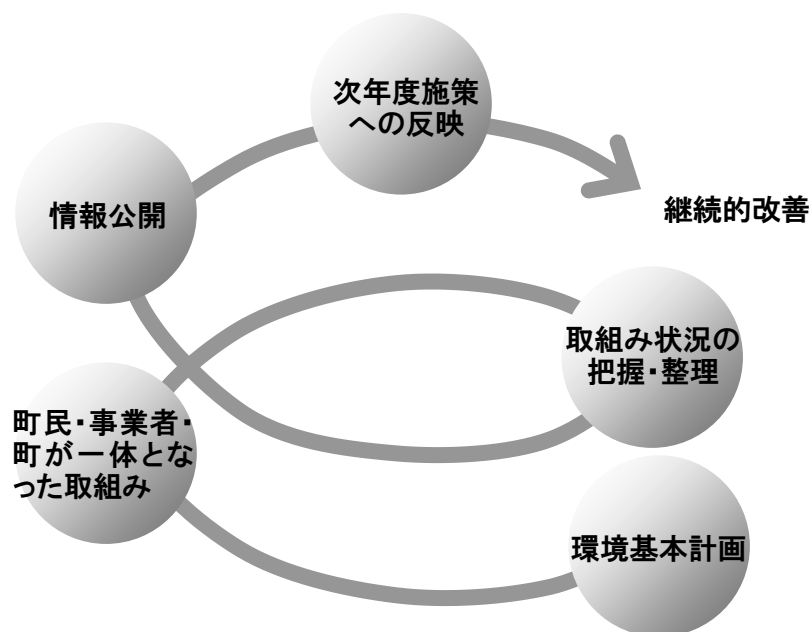 次年度施策
への反映
情報公開
継続的改善
取組み状況の
把握・整理
町民・事業者・
町が一体とな
った取組み
環境基本計画